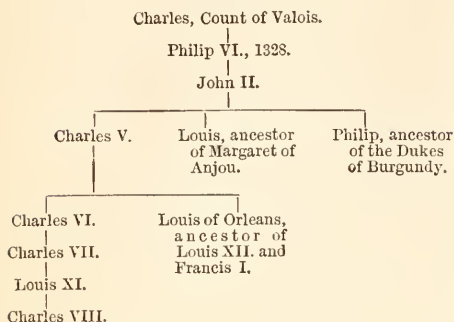 Charles, Count of Valois.
Philip VI., 1328.
John II.
Charles V.
Louis, ancestor
of Margaret of
Anjou.
Philip, ancestor
of the Dukes
of Burgundy.
Charles VI.
Louis of Orleans,
ancestor of
Louis XII. and
Francis I.
Charles VII.
Louis XI.
Charles VIII.